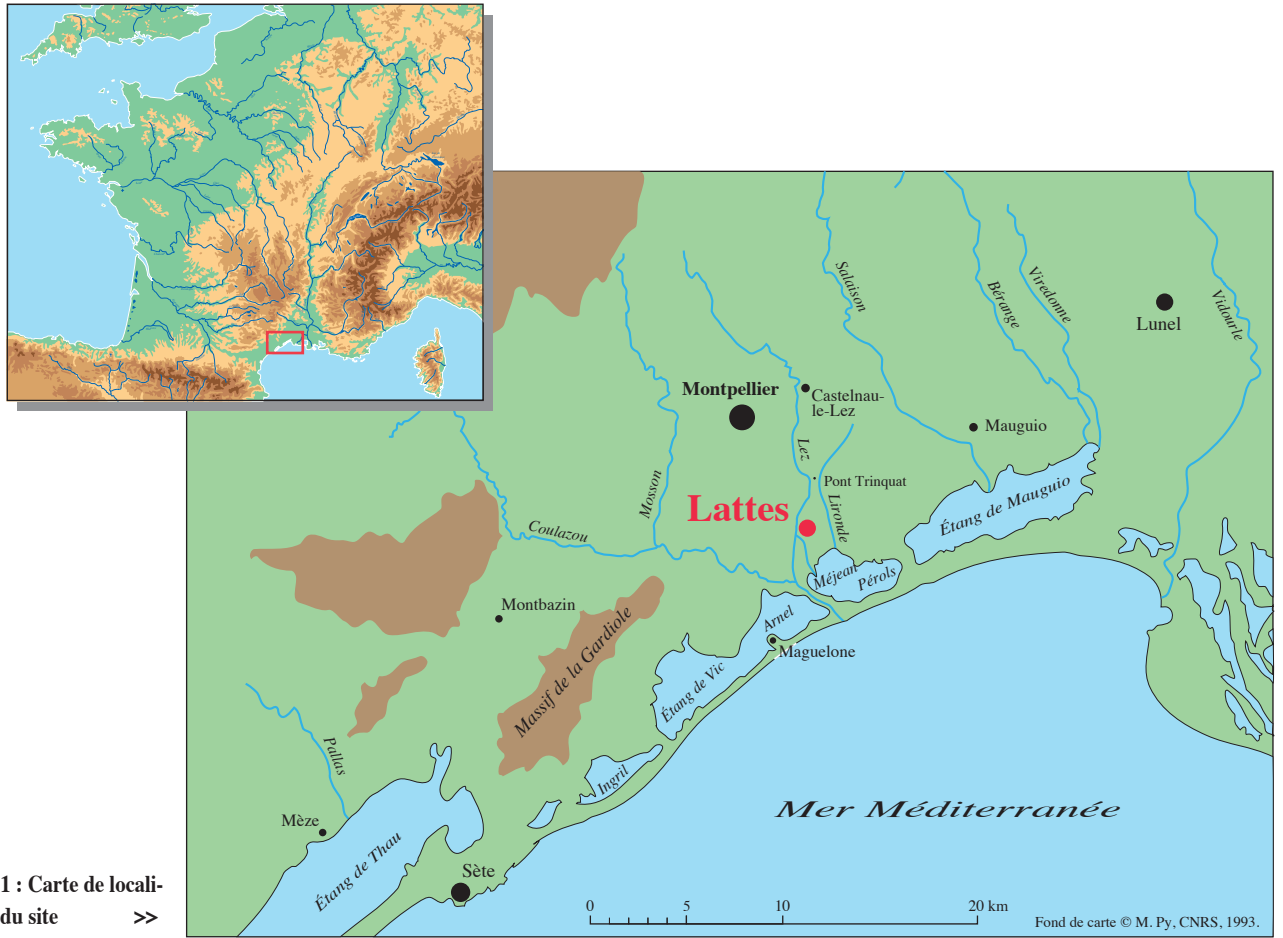 Salaison
Bérange
Viredonne
Vidourle
Lunel
Montpellier
Castelnau-
le-Lez
Mauguio
Lez
Pont Trinquat
Mosson
Lattes
Lironde
Étang de Mauguio
Coulazou
Méjean
Pérols
Montbazin
Massif de la Gardiole
Arnel
Maguelone
Étang de Vic
Pallas
Ingril
Mer Méditerranée
Mèze
Étang de Thau
Sète
1 : Carte de locali-
du site >>
0 5 10 20 km
Fond de carte © M. Py, CNRS, 1993.